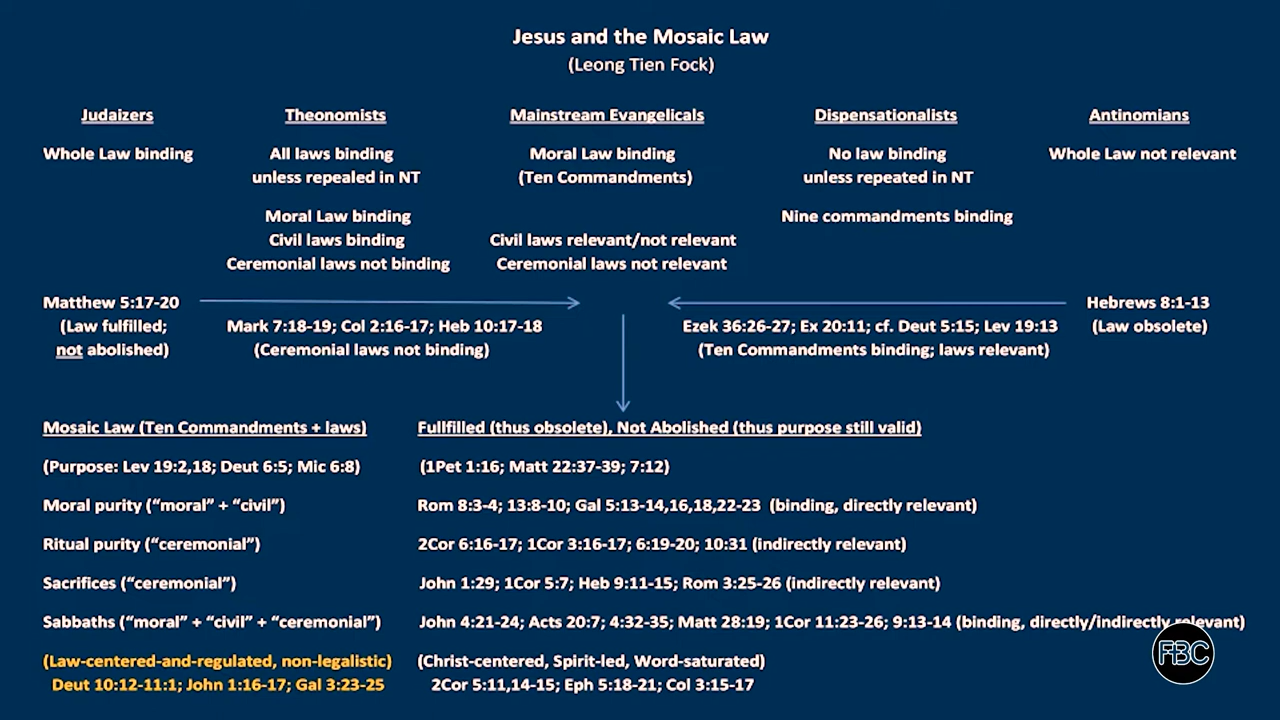 Jesus and the Mosaic Law
(Leong Tien Fock)
Judaizers
Whole Law binding
Theonomists
All laws binding
unless repealed in NT
Moral Law binding
Civil laws binding
Ceremonial laws not binding
Mainstream Evangelicals
Moral Law binding
(Ten Commandments)
Civil laws relevant/not relevant
Ceremonial laws not relevant
Dispensationalists
No law binding
unless repeated in NT
Nine commandments binding
Antinomians
Whole Law not relevant
Matthew 5:17-20
(Law fulfilled;
not abolished)
Mark 7:18-19; Col 2:16-17; Heb 10:17-18
(Ceremonial laws not binding)
Ezek 36:26-27; Ex 20:11; cf. Deut 5:15; Lev 19:13
(Ten Commandments binding; laws relevant)
Hebrews 8:1-13
(Law obsolete)
Mosaic Law (Ten Commandments + laws)
Fullfilled (thus obsolete), Not Abolished (thus purpose still valid)
(Purpose: Lev 19:2,18; Deut 6:5; Mic 6:8)
(1Pet 1:16; Matt 22:37-39; 7:12)
Moral purity (“moral” + “civil”)
Rom 8:3-4; 13:8-10; Gal 5:13-14,16,18,22-23 (binding, directly relevant)
Ritual purity (“ceremonial”)
2Cor 6:16-17; 1Cor 3:16-17; 6:19-20; 10:31 (indirectly relevant)
Sacrifices (“ceremonial”)
John 1:29; 1Cor 5:7; Heb 9:11-15; Rom 3:25-26 (indirectly relevant)
Sabbaths (“moral” + “civil” + “ceremonial”)
John 4:21-24; Acts 20:7; 4:32-35; Matt 28:19; 1Cor 11:23-26; 9:13-14 (binding, directly/indirectly relevant)
(Law-centered-and-regulated, non-legalistic)
(Christ-centered, Spirit-led, Word-saturated)
Deut 10:12-11:1; John 1:16-17; Gal 3:23-25
2Cor 5:11,14-15; Eph 5:18-21; Col 3:15-17
FBC